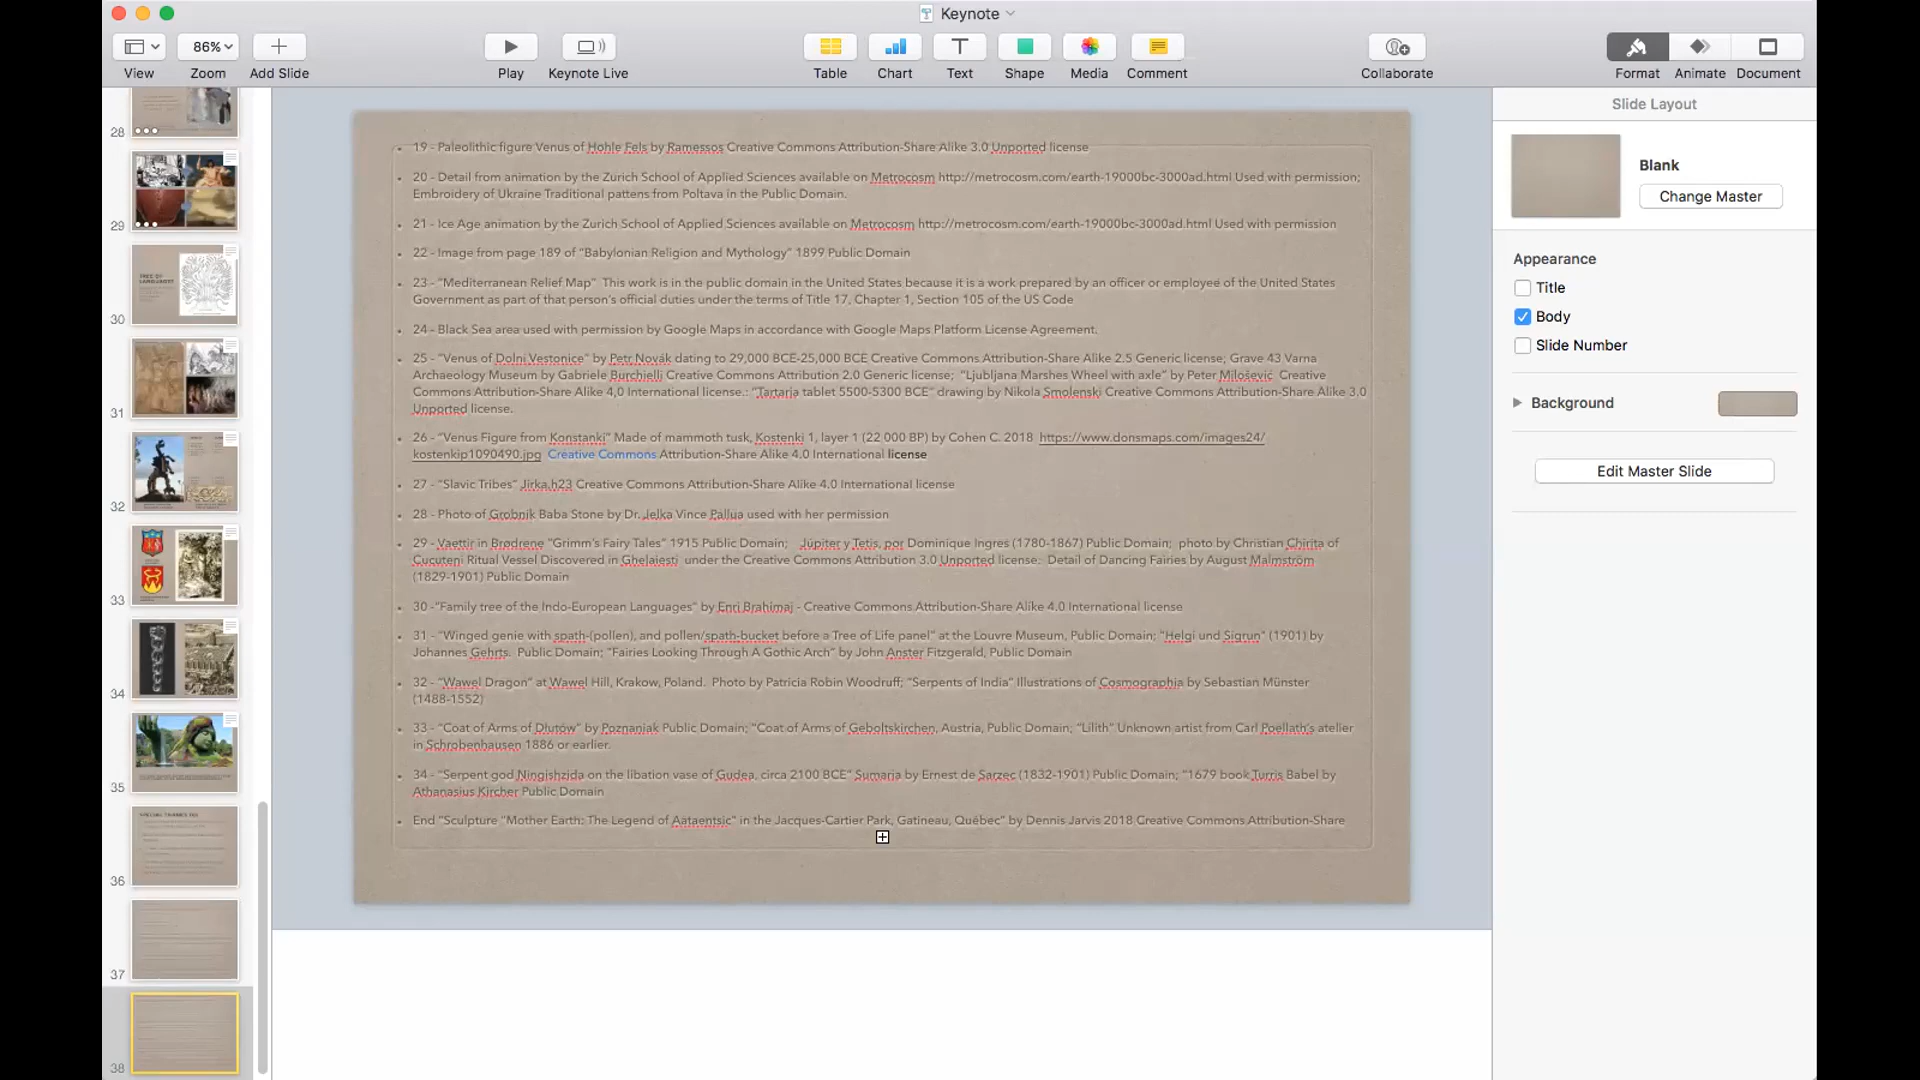 Keynote
86%
View
Zoom
Add Slide
Play
Keynote Live
Table
Chart
Text
Shape
Media
Comment
Collaborate
Format
Animate
Document
28
29
30
31
32
33
34
35
36
37
38
19 - Paleolithic figure Venus of Hohle Fels by Ramessos Creative Commons Attribution-Share Alike 3.0 Unported license
20 - Detail from animation by the Zurich School of Applied Sciences available on Metrocosm http://metrocosm.com/earth-19000bc-3000ad.html Used with permission;
Embroidery of Ukraine Traditional pattens from Poltava in the Public Domain.
21 - Ice Age animation by the Zurich School of Applied Sciences available on Metrocosm http://metrocosm.com/earth-19000bc-3000ad.html Used with permission
22 - Image from page 189 of "Babylonian Religion and Mythology" 1899 Public Domain
23 - "Mediterranean Relief Map" This work is in the public domain in the United States because it is a work prepared by an officer or employee of the United States
Government as part of that person's official duties under the terms of Title 17, Chapter 1, Section 105 of the US Code
24 - Black Sea area used with permission by Google Maps in accordance with Google Maps Platform License Agreement.
25 - "Venus of Dolni Vestonice" by Petr Novák dating to 29,000 BCE-25,000 BCE Creative Commons Attribution-Share Alike 2.5 Generic license; Grave 43 Varna
Archaeology Museum by Gabriele Burchielli Creative Commons Attribution 2.0 Generic license; "Ljubljana Marshes Wheel with axle" by Peter Milošević Creative
Commons Attribution-Share Alike 4,0 International license.: "Tartarja tablet 5500-5300 BCE" drawing by Nikola Smolenski Creative Commons Attribution-Share Alike 3.0
Unported license.
26 - "Venus Figure from Konstanki" Made of mammoth tusk, Kostenki 1, layer 1 (22 000 BP) by Cohen C. 2018 https://www.donsmaps.com/images24/
kostenkip1090490.jpg Creative Commons Attribution-Share Alike 4.0 International license
27 - "Slavic Tribes" Jirka.h23 Creative Commons Attribution-Share Alike 4.0 International license
28 - Photo of Grobnik Baba Stone by Dr. Jelka Vince Pallua used with her permission
29 - Vaettir in Brødrene "Grimm's Fairy Tales" 1915 Public Domain; Júpiter y Tetis, por Dominique Ingres (1780-1867) Public Domain; photo by Christian Chirita of
Cucuteni Ritual Vessel Discovered in Ghelaiesti under the Creative Commons Attribution 3.0 Unported license: Detail of Dancing Fairies by August Malmström
(1829-1901) Public Domain
30 -"Family tree of the Indo-European Languages" by Enri Brahimaj - Creative Commons Attribution-Share Alike 4.0 International license
31 - "Winged genie with spath-(pollen), and pollen/spath-bucket before a Tree of Life panel" at the Louvre Museum, Public Domain; "Helgi und Sigrun" (1901) by
Johannes Gehrts. Public Domain; "Fairies Looking Through A Gothic Arch" by John Anster Fitzgerald, Public Domain
32 - "Wawel Dragon" at Wawel Hill, Krakow, Poland. Photo by Patricia Robin Woodruff; "Serpents of India" Illustrations of Cosmographia by Sebastian Münster
(1488-1552)
33 - "Coat of Arms of Dłutów" by Poznaniak Public Domain; "Coat of Arms of Geboltskirchen, Austria, Public Domain; "Lilith" Unknown artist from Carl Poellath's atelier
in Schrobenhausen 1886 or earlier.
34 - "Serpent god Ningishzida on the libation vase of Gudea, circa 2100 BCE" Sumaria by Ernest de Sarzec (1832-1901) Public Domain; "1679 book Turris Babel by
Athanasius Kircher Public Domain
End "Sculpture "Mother Earth: The Legend of Aataentsic" in the Jacques-Cartier Park, Gatineau, Québec" by Dennis Jarvis 2018 Creative Commons Attribution-Share
Slide Layout
Blank
Change Master
Appearance
Title
Body
Slide Number
Background
Edit Master Slide